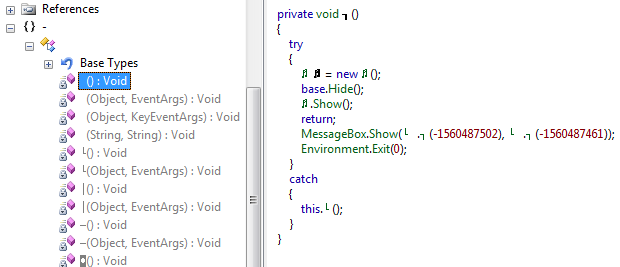 References
{ } -
Base Types
() : Void
(Object, EventArgs) : Void
(Object, KeyEventArgs) : Void
(String, String) : Void
└() : Void
└(Object, EventArgs) : Void
|() : Void
|(Object, EventArgs) : Void
─() : Void
─(Object, EventArgs) : Void
◘() : Void
private void ┓()
{
try
{
♬ ♬ = new ♬();
base.Hide();
♬.Show();
return;
MessageBox.Show(└ .┓(-1560487502), └ .┓(-1560487461));
Environment.Exit(0);
}
catch
{
this.└();
}
}